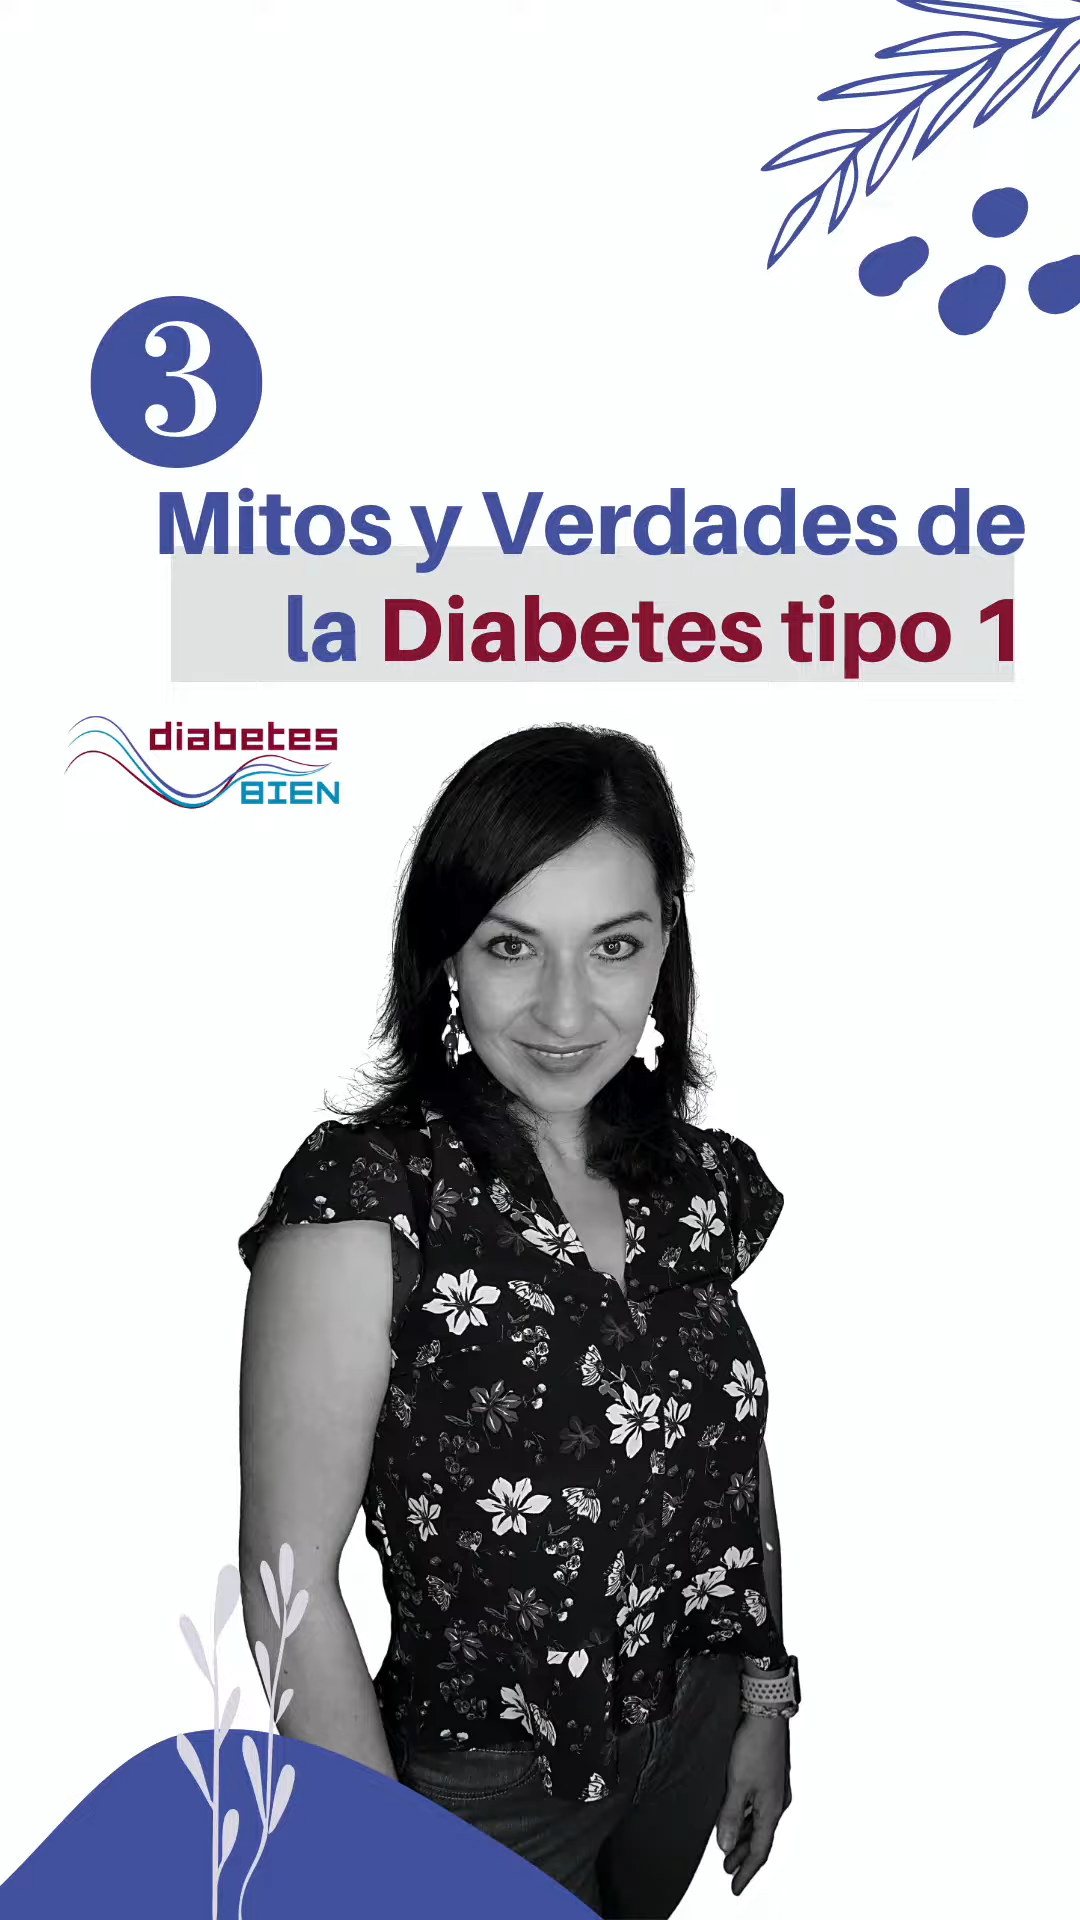 3
Mitos y Verdades de
la Diabetes tipo 1
diabetes
BIEN